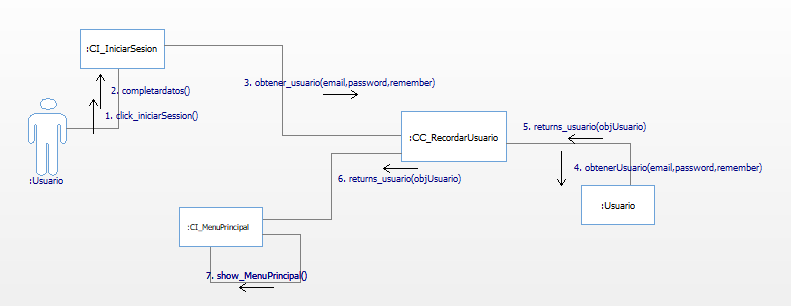 :CI_IniciarSesion
3. obtener_usuario(email,password,remember)
2. completardatos()
1. click_iniciarSession()
:Usuario
:CC_RecordarUsuario
5. returns_usuario(objUsuario)
4. obtenerUsuario(email,password,remember)
6. returns_usuario(objUsuario)
:Usuario
:CI_MenuPrincipal
7. show_MenuPrincipal()